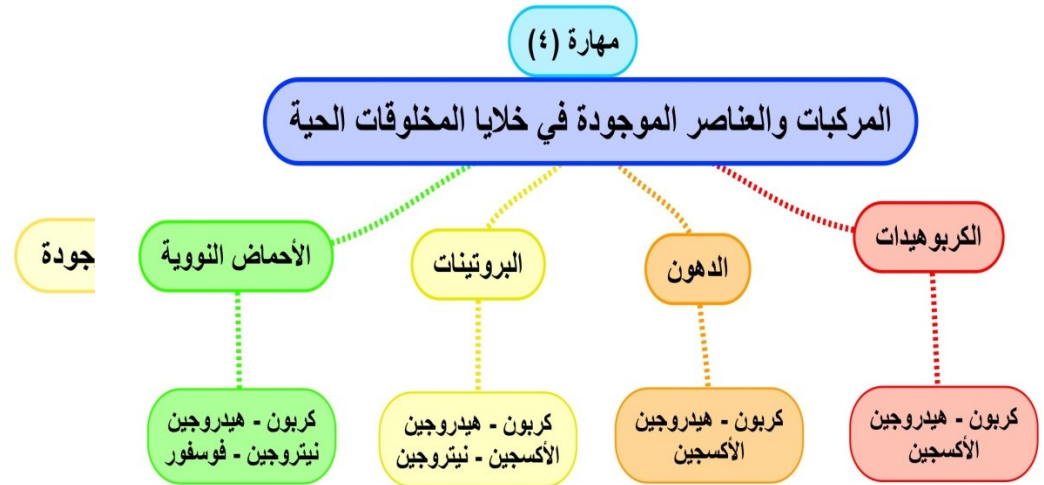 مهارة (٤)
المركبات والعناصر الموجودة في خلايا المخلوقات الحية
الكربوهيدات
الدهون
البروتينات
الأحماض النووية
جودة
كربون - هيدروجين
الأكسجين
كربون - هيدروجين
الأكسجين
كربون - هيدروجين
الأكسجين - نيتروجين
كربون - هيدروجين
نيتروجين - فوسفور